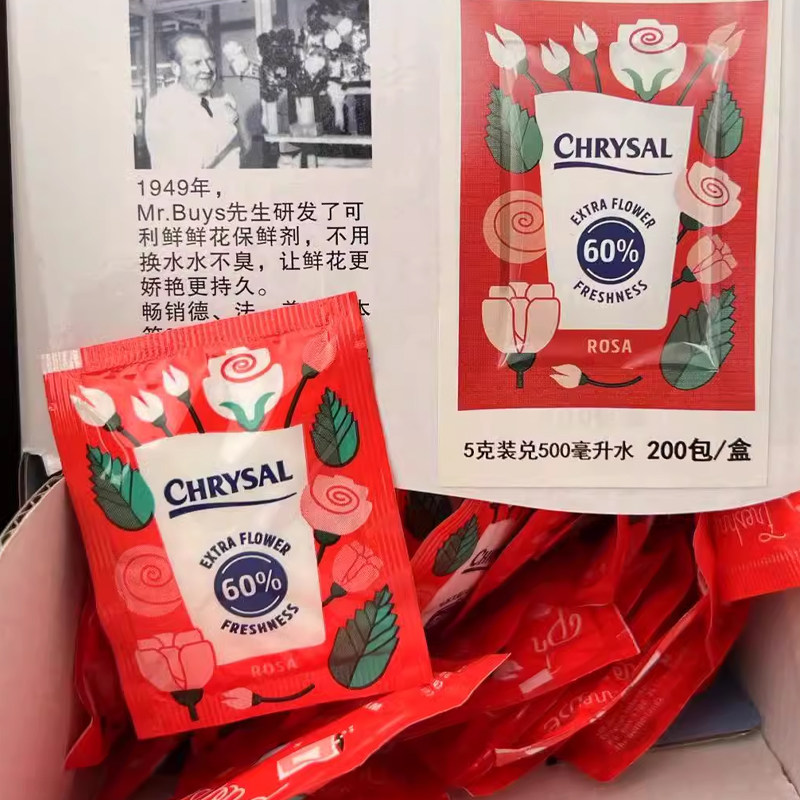 1949年，
Mr.Buys先生研发了可
利鲜鲜花保鲜剂，不用
换水水不臭，让鲜花更
娇艳更持久。
畅销德、法、
CHRYSAL
EXTRA FLOWER
60%
FRESHNESS
ROSA
5克装兑500毫升水 200包/盒
CHRYSAL
EXTRA FLOWER
60%
FRESHNESS
ROSA